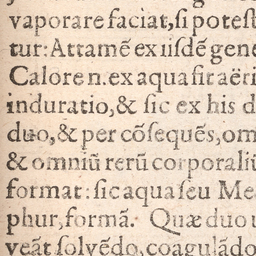 vaporare faciat, si potest
tur: Attamẽ ex iisdẽ gene
Calore n. ex aqua fit aëri
induratio, & sic ex his d
duo, & per cõsequẽs, om
& omniũ rerũ corporaliũ
format: sic aqua seu Me
phur, formã. Quæ duo u
veãt solvẽdo, coagulãdo